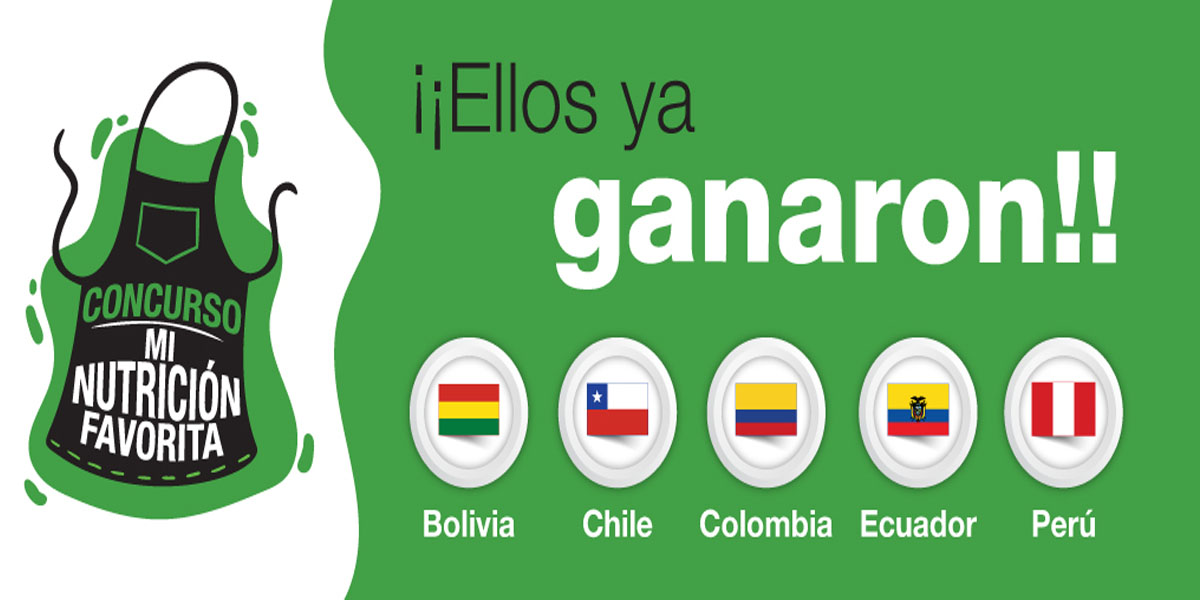 CONCURSO
MI
NUTRICIÓN
FAVORITA
¡¡Ellos ya
ganaron!!
Bolivia
Chile
Colombia
Ecuador
Perú